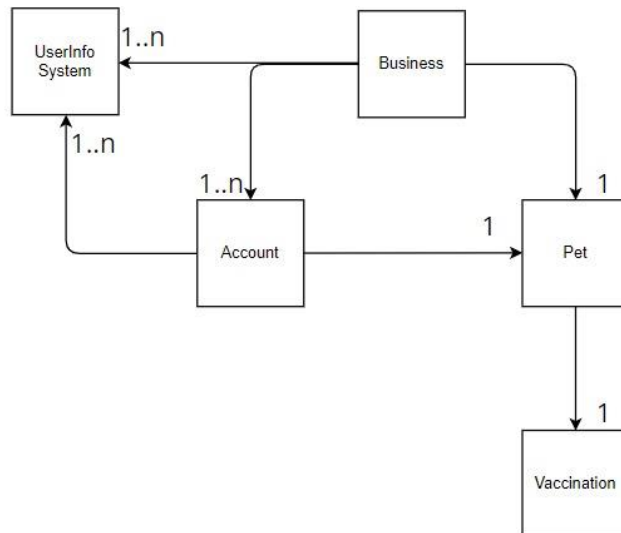 UserInfo
System
1..n
Business
1..n
1..n
1
Account
1
Pet
1
Vaccination